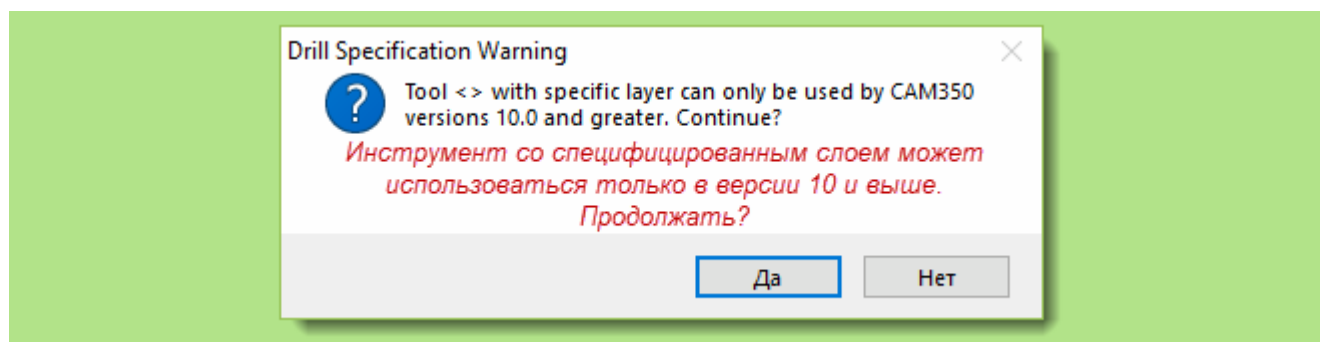 Drill Specification Warning
Tool <> with specific layer can only be used by CAM350
versions 10.0 and greater. Continue?
Инструмент со специфицированным слоем может
использоваться только в версии 10 и выше.
Продолжать?
Да Нет